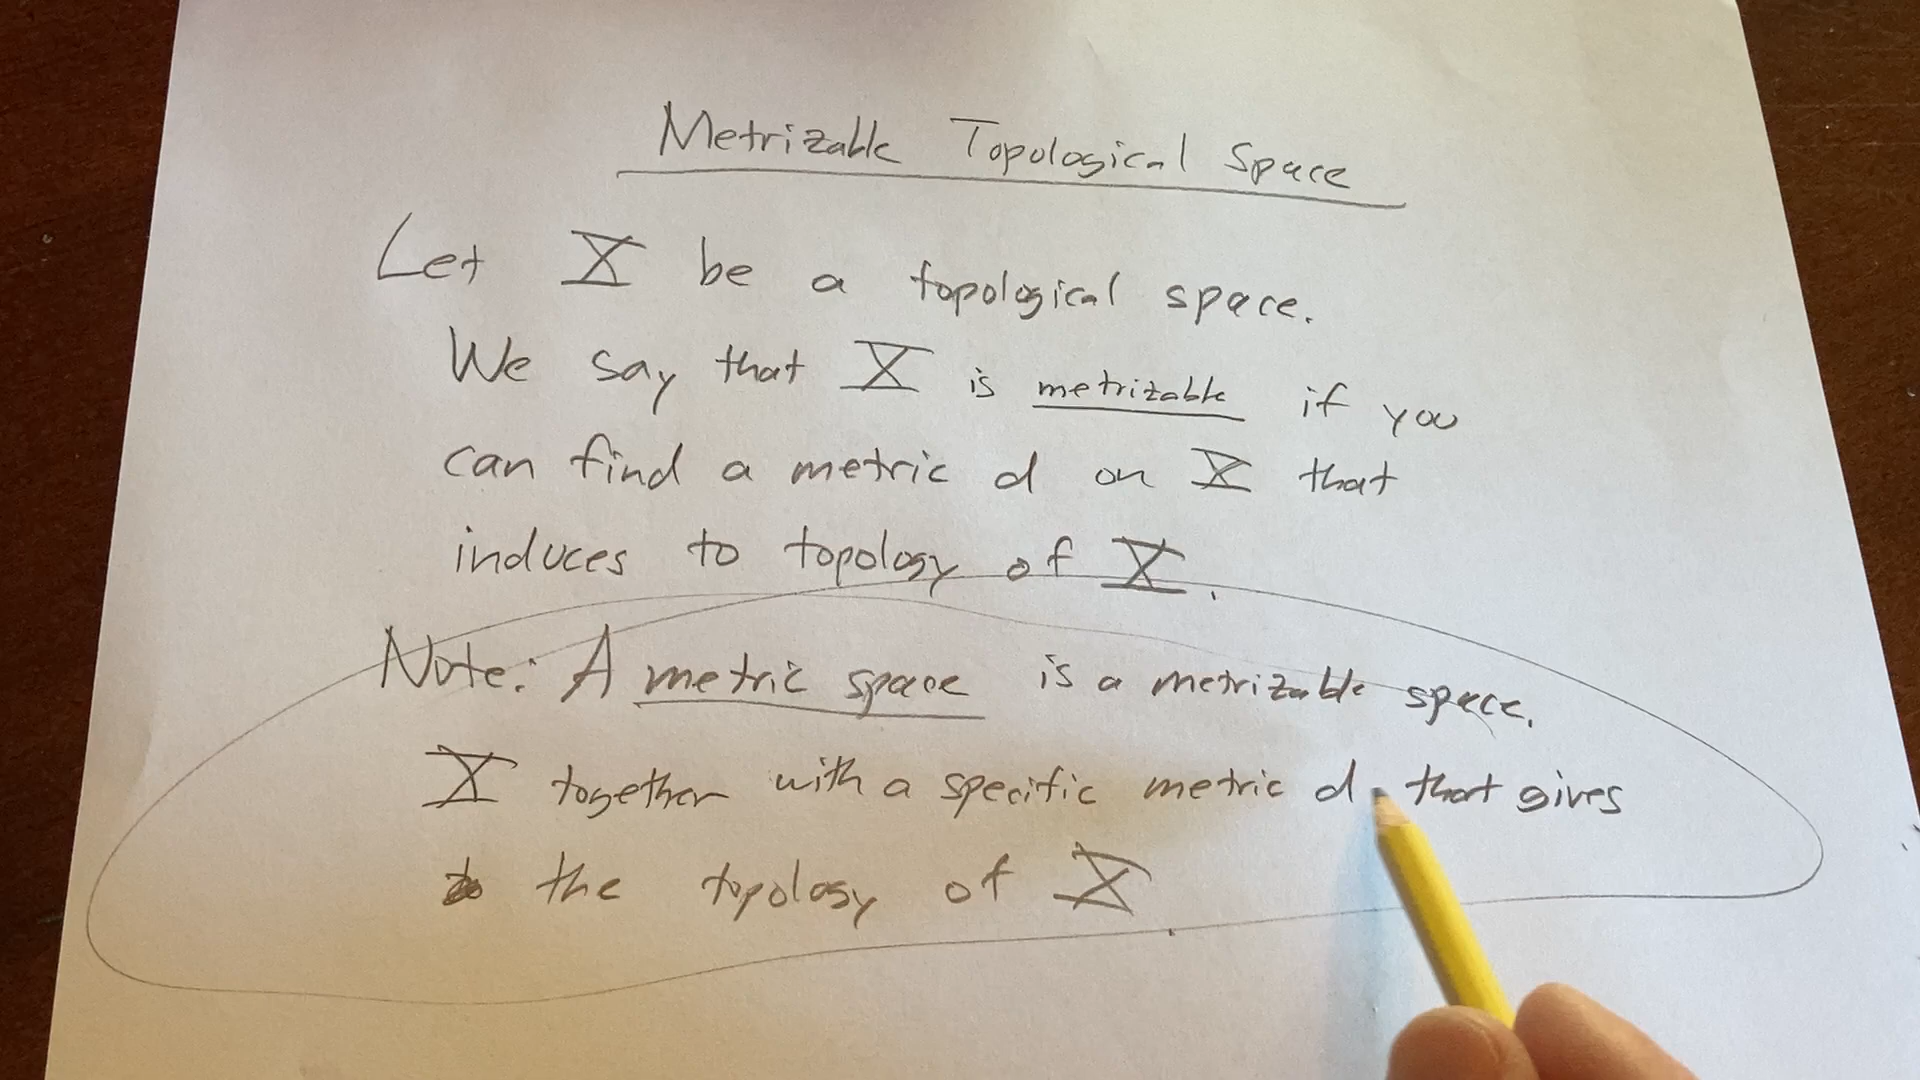 Metrizable Topological Space
Let X be a topological space.
We say that X is metrizable if you
can find a metric d on X that
induces to topology of X.
Note: A metric space is a metrizable space.
X together with a specific metric d that gives
the topology of X